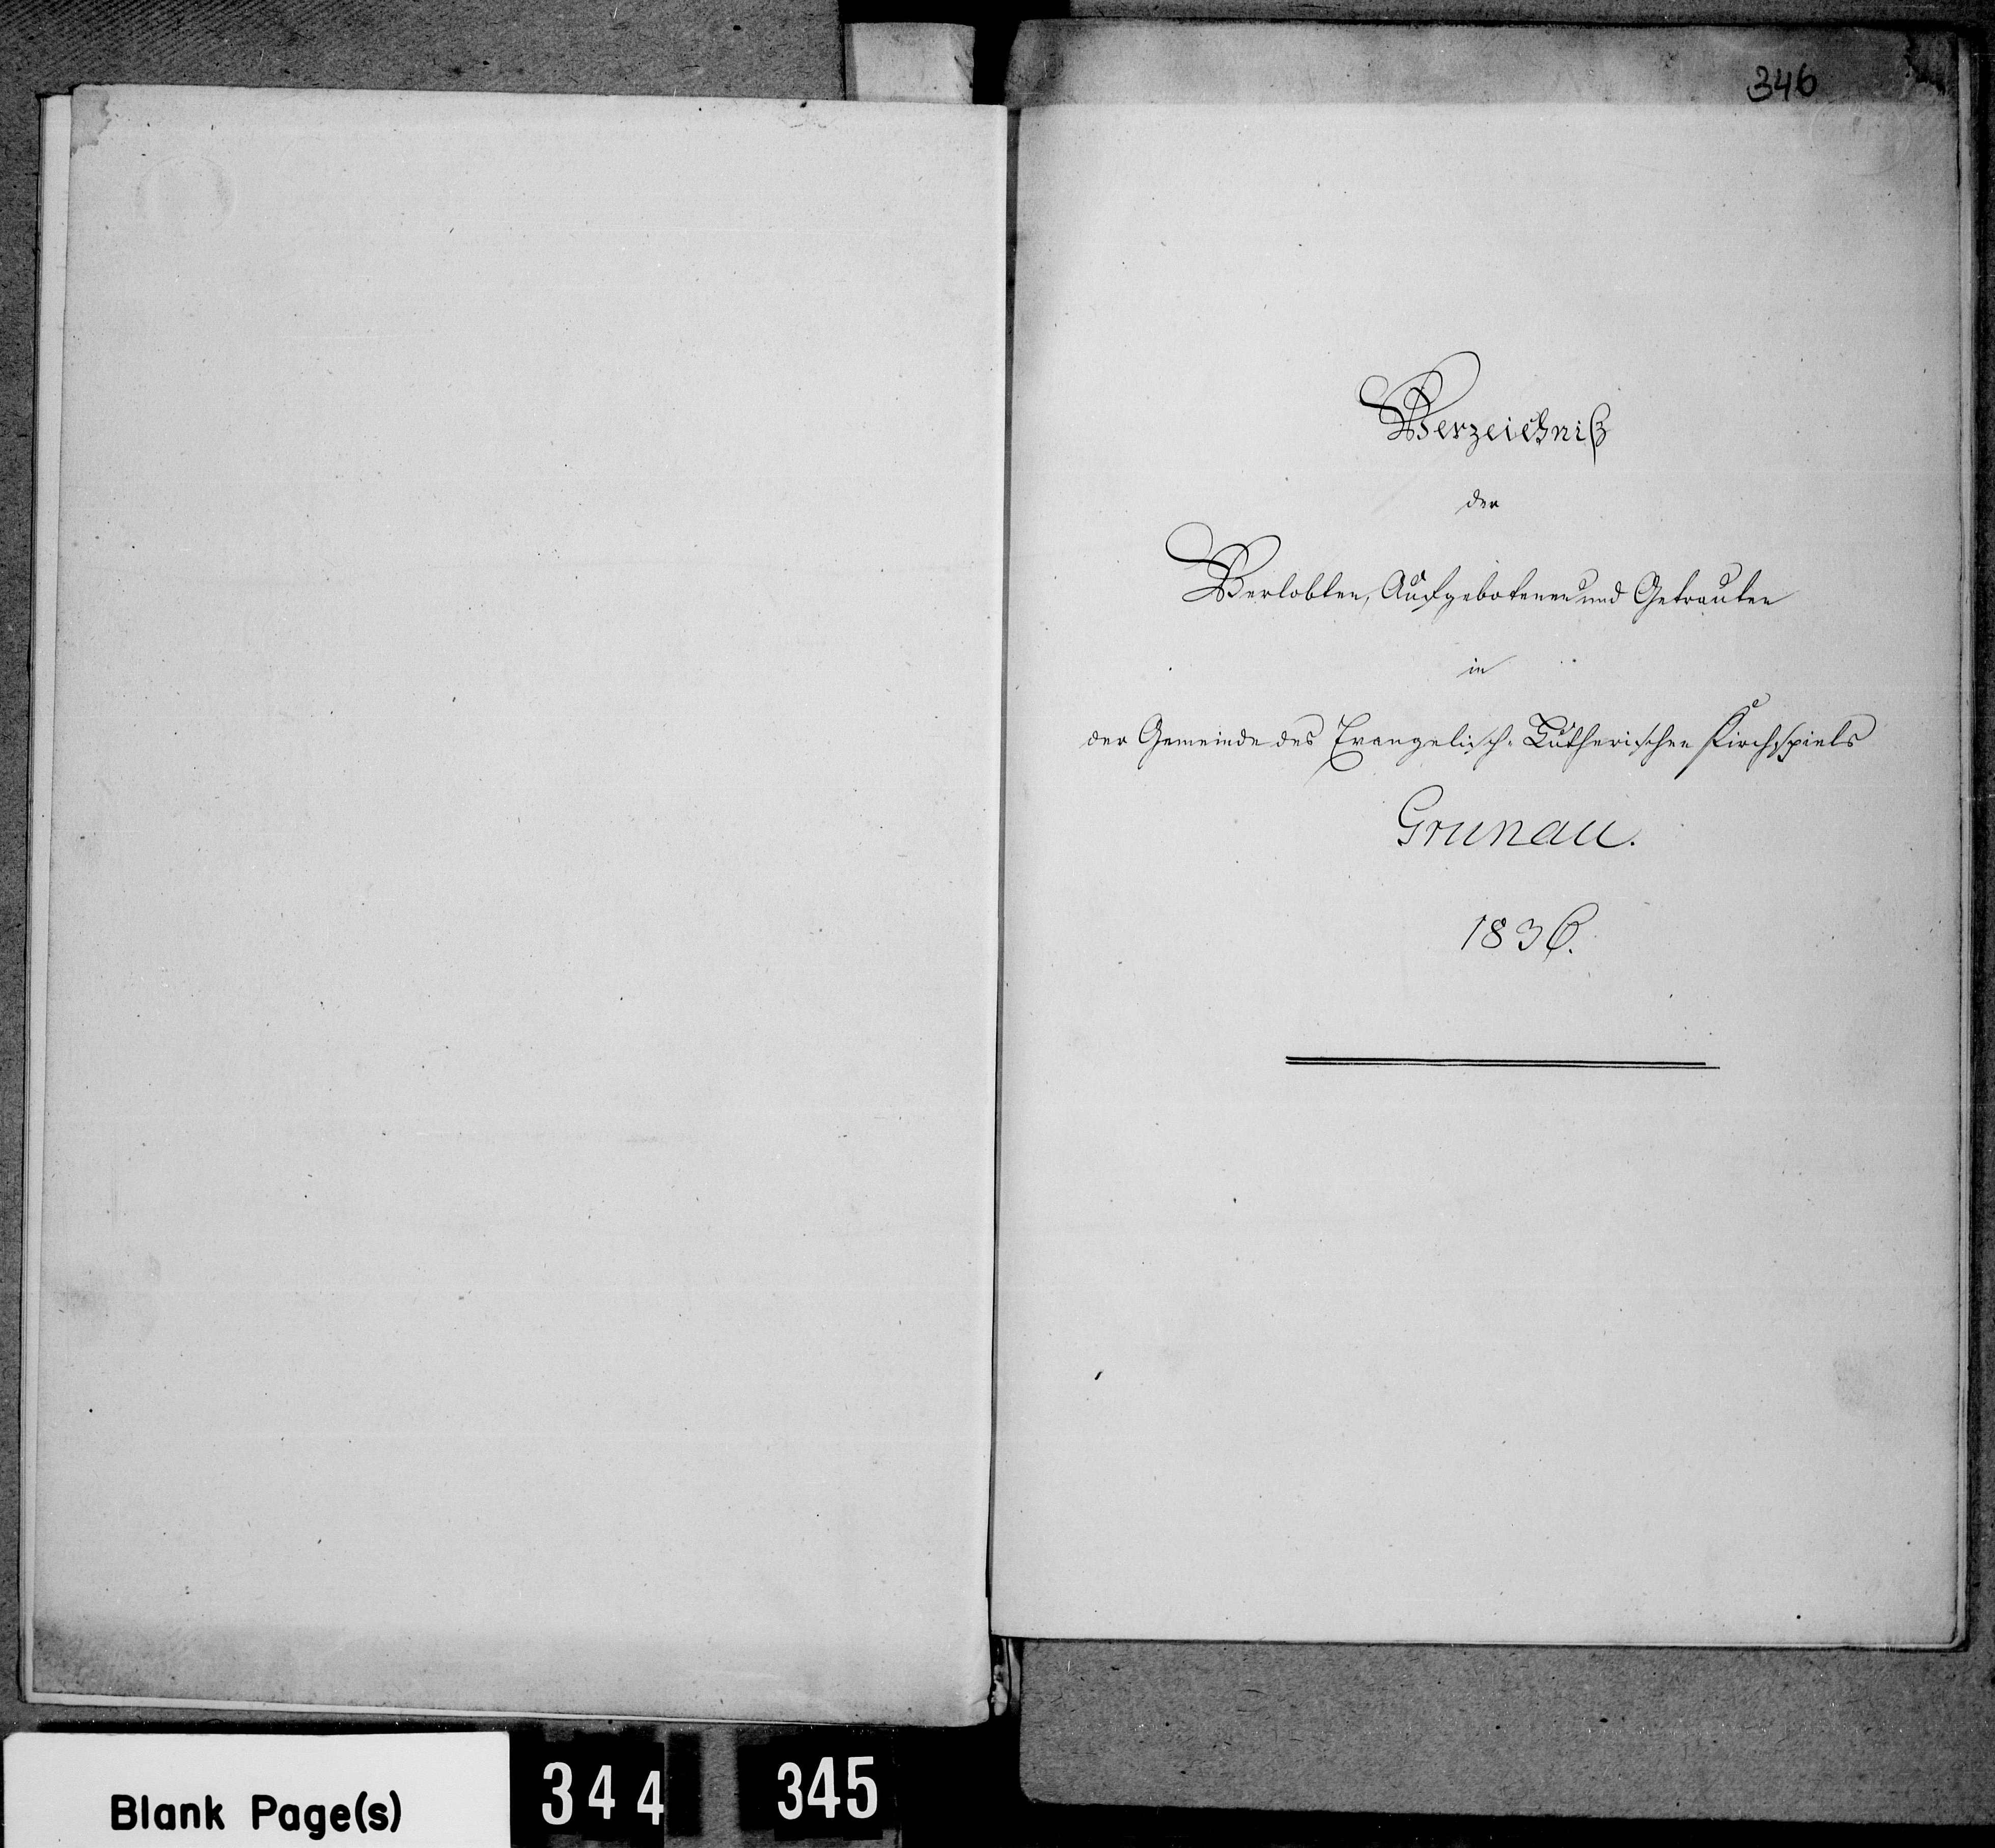 346
Verzeichniß
der
Verlobten, Aufgebotenen und Getrauten
in
der Gemeinde des Evangelisch-Lutherischen Kirchspiels
Grunau.
1836.
Blank Page(s) 344 345